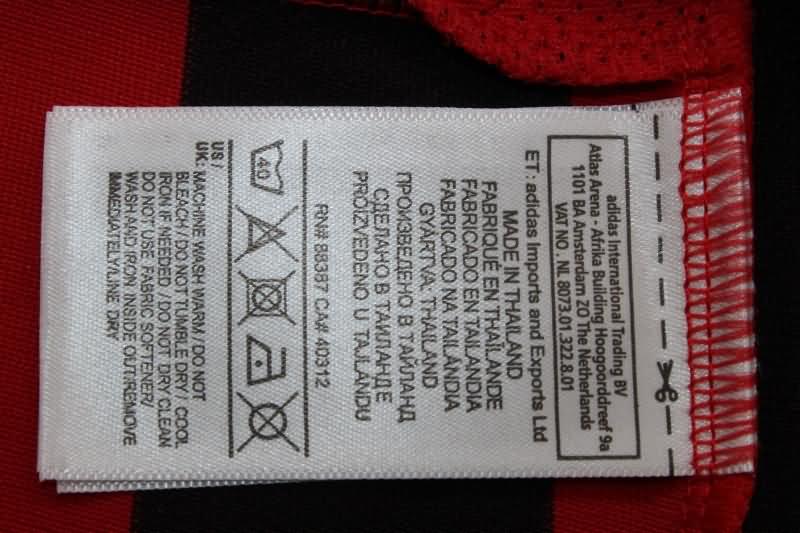 adidas International Trading BV
Atlas Arena - Afrika Building Hoogoorddreef 9a
1101 BA Amsterdam ZO The Netherlands
VAT NO. NL 8073.01.322.B.01
ET: adidas Imports and Exports Ltd
MADE IN THAILAND
FABRIQUÉ EN THAÏLANDE
FABRICADO EN TAILANDIA
FABRICADO NA TAILÂNDIA
GYÁRTVA: THAILAND
ПРОИЗВЕДЕНО В ТАЙЛАНД
СДЕЛАНО В ТАИЛАНДЕ
PROIZVEDENO U TAJLANDU
RN# 88387 CA# 40312
40
US /
UK: MACHINE WASH WARM / DO NOT
BLEACH / DO NOT TUMBLE DRY / COOL
IRON IF NEEDED / DO NOT DRY CLEAN
DO NOT USE FABRIC SOFTENER/
WASH AND IRON INSIDE OUT/REMOVE
IMMEDIATELY/LINE DRY